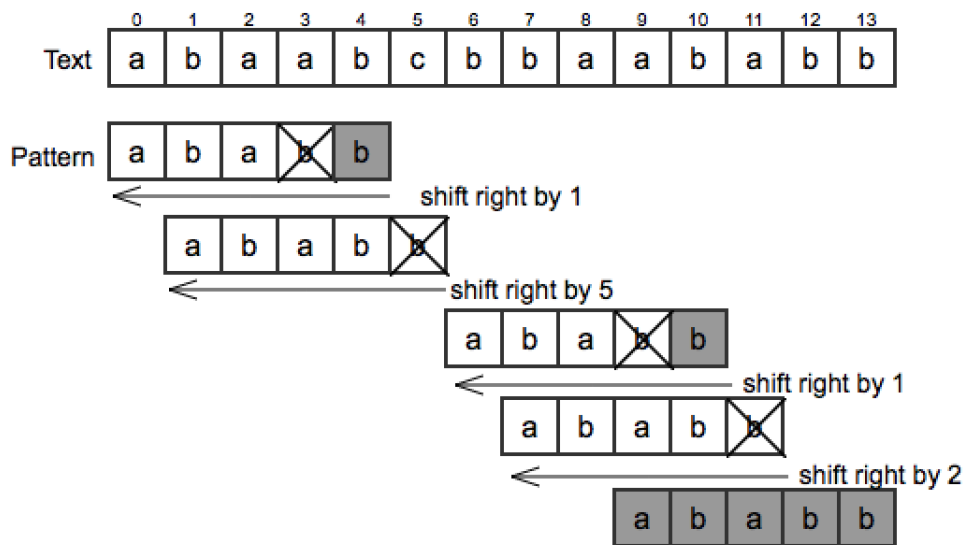 0 1 2 3 4 5 6 7 8 9 10 11 12 13
Text a b a a b c b b a a b a b b
Pattern a b a b b
shift right by 1
a b a b b
shift right by 5
a b a b b
shift right by 1
a b a b b
shift right by 2
a b a b b